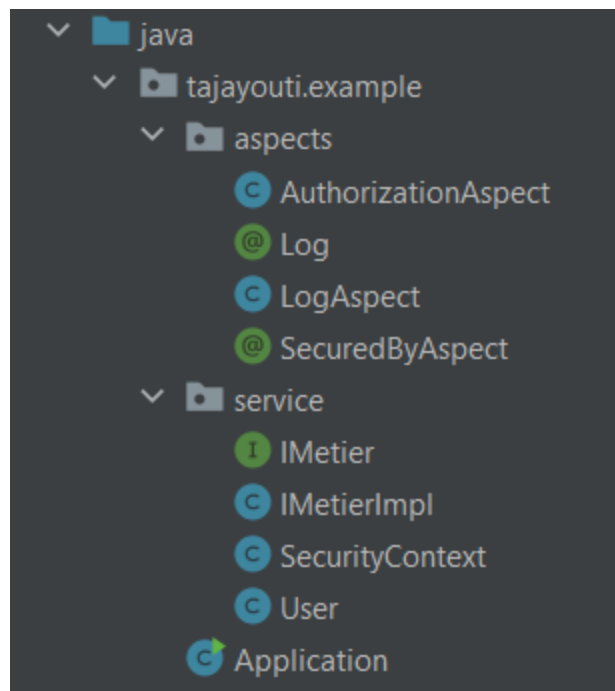 java
tajayouti.example
aspects
C AuthorizationAspect
@ Log
C LogAspect
@ SecuredByAspect
service
I IMetier
C IMetierImpl
C SecurityContext
C User
C Application